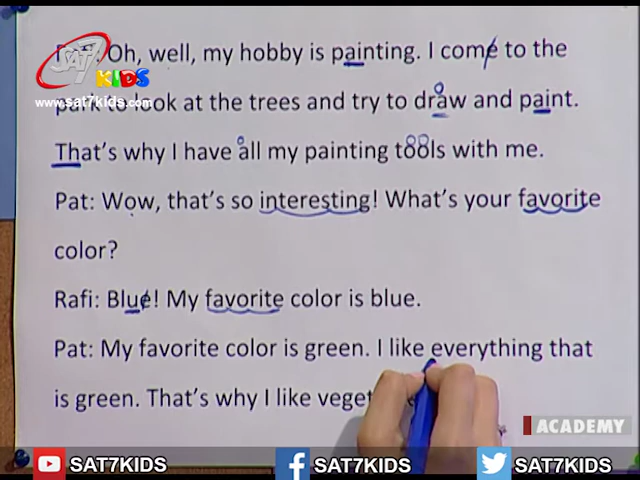 Oh, well, my hobby is painting. I come to the
park to look at the trees and try to draw and paint.
That's why I have all my painting tools with me.
Pat: Wow, that's so interesting! What's your favorite
color?
Rafi: Blue! My favorite color is blue.
Pat: My favorite color is green. I like everything that
is green. That's why I like
SAT7
KIDS
www.sat7kids.com
ACADEMY
SAT7KIDS
SAT7KIDS
SAT7KIDS